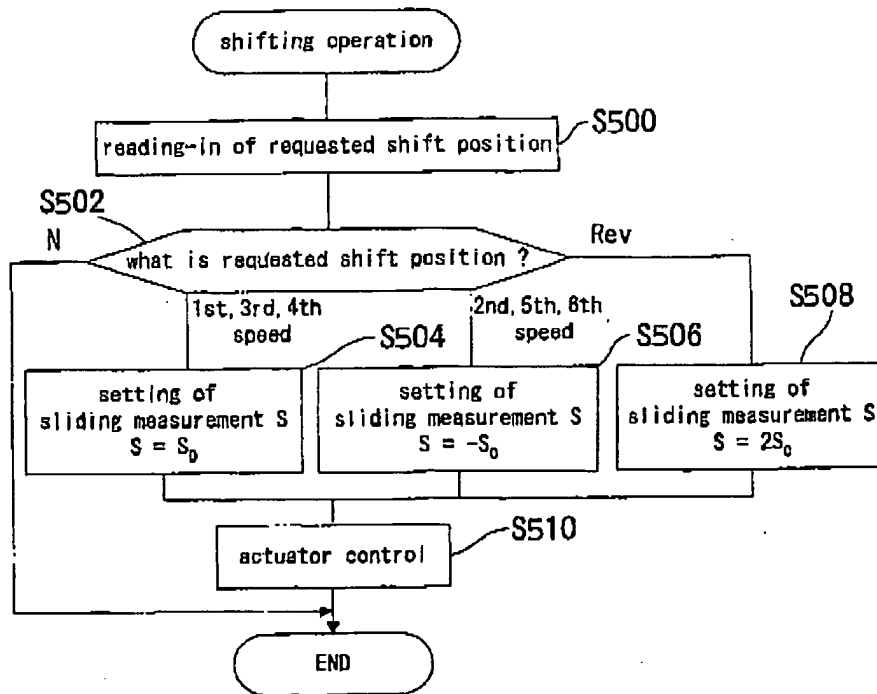 shifting operation
reading-in of requested shift position
S500
S502
N
what is requested shift position ?
Rev
1st, 3rd, 4th
speed
2nd, 5th, 6th
speed
S504
S506
S508
setting of
sliding measurement S
S = S₀
setting of
sliding measurement S
S = -S₀
setting of
sliding measurement S
S = 2S₀
actuator control
S510
END